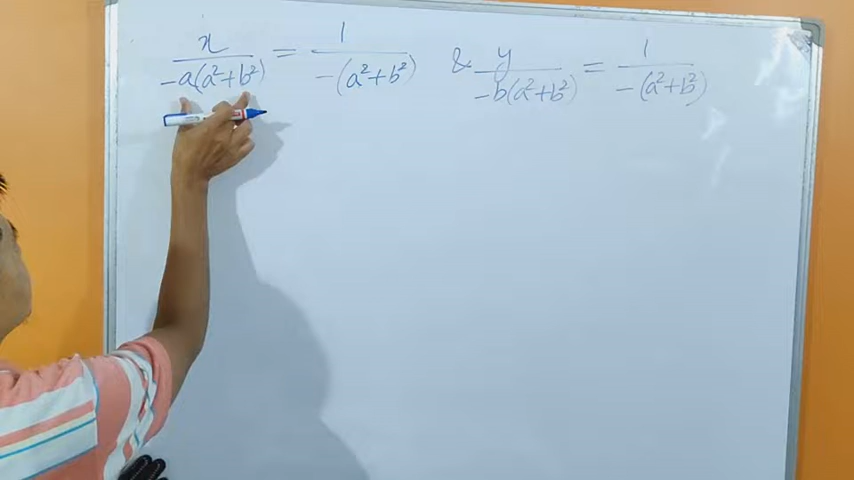 x/-a(a²+b²) = 1/-(a²+b²) & y/-b(a²+b²) = 1/-(a²+b²)